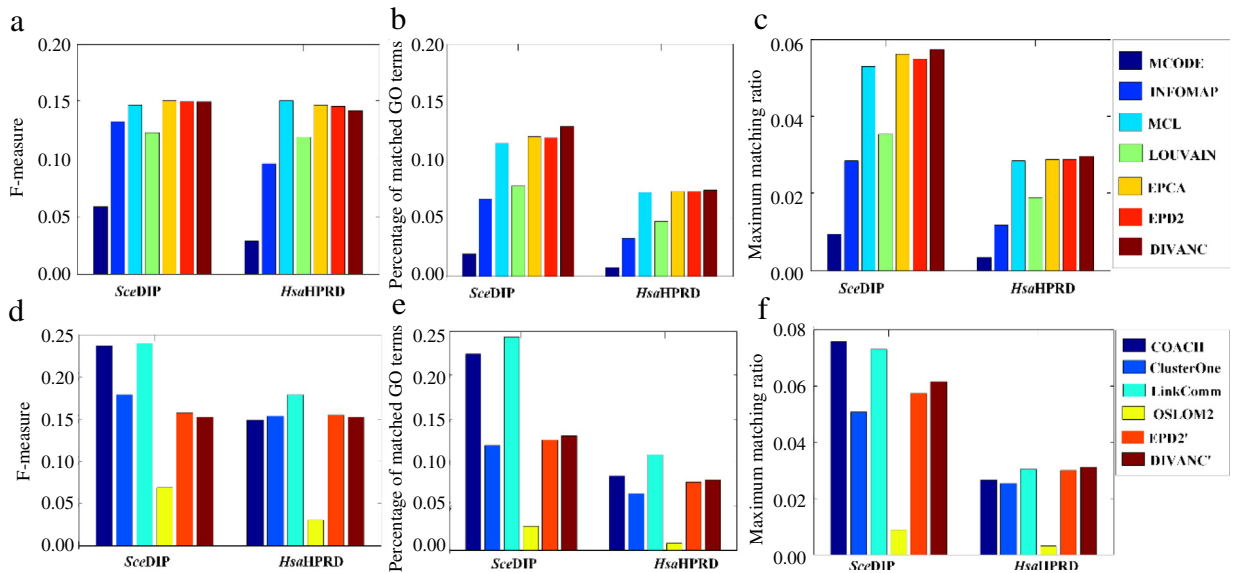 a
F-measure
0.20
0.15
0.10
0.05
0.00
SceDIP
HsaHPRD
b
Percentage of matched GO terms
0.20
0.15
0.10
0.05
0.00
SceDIP
HsaHPRD
c
Maximum matching ratio
0.06
0.04
0.02
0.00
SceDIP
HsaHPRD
MCODE
INFOMAP
MCL
LOUVAIN
EPCA
EPD2
DIVANC
d
F-measure
0.25
0.20
0.15
0.10
0.05
0.00
SceDIP
HsaHPRD
e
Percentage of matched GO terms
0.25
0.20
0.15
0.10
0.05
0.00
SceDIP
HsaHPRD
f
Maximum matching ratio
0.08
0.06
0.04
0.02
0.00
SceDIP
HsaHPRD
COACH
ClusterOne
LinkComm
OSLOM2
EPD2'
DIVANC'